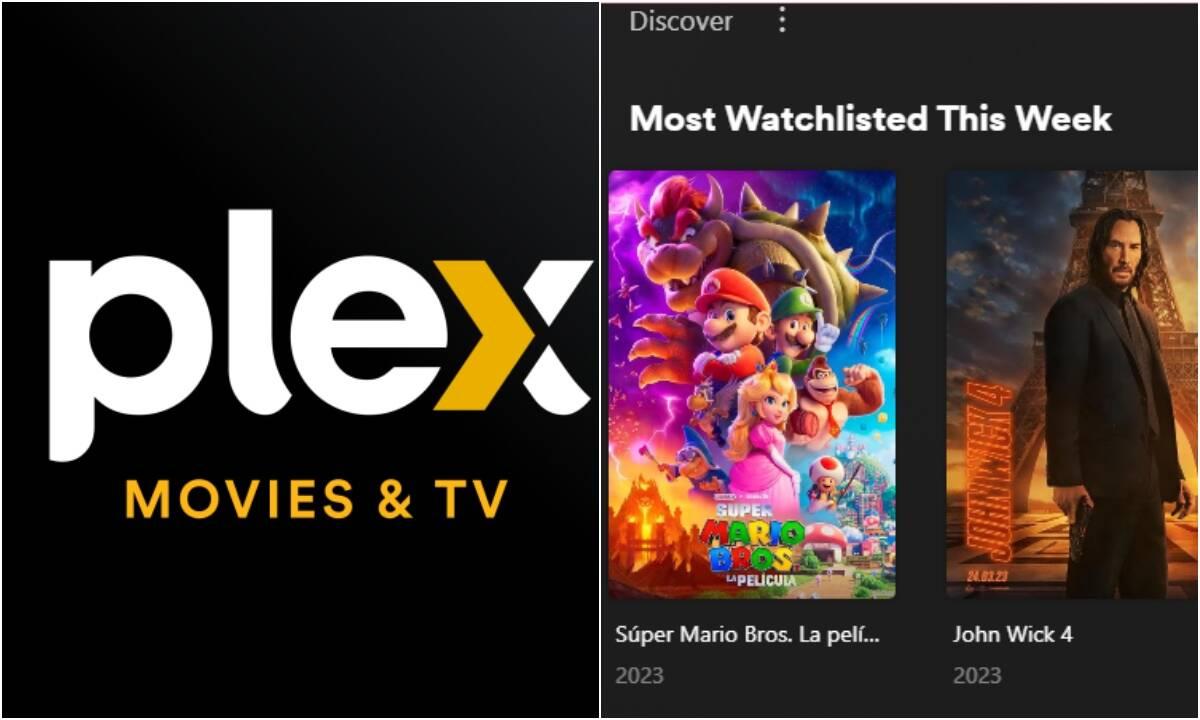 plex
MOVIES & TV
Discover
Most Watchlisted This Week
SUPER
MARIO
BROS.
LA PELÍCULA
JOHN WICK 4
24.03.23
Súper Mario Bros. La pelí...
2023
John Wick 4
2023